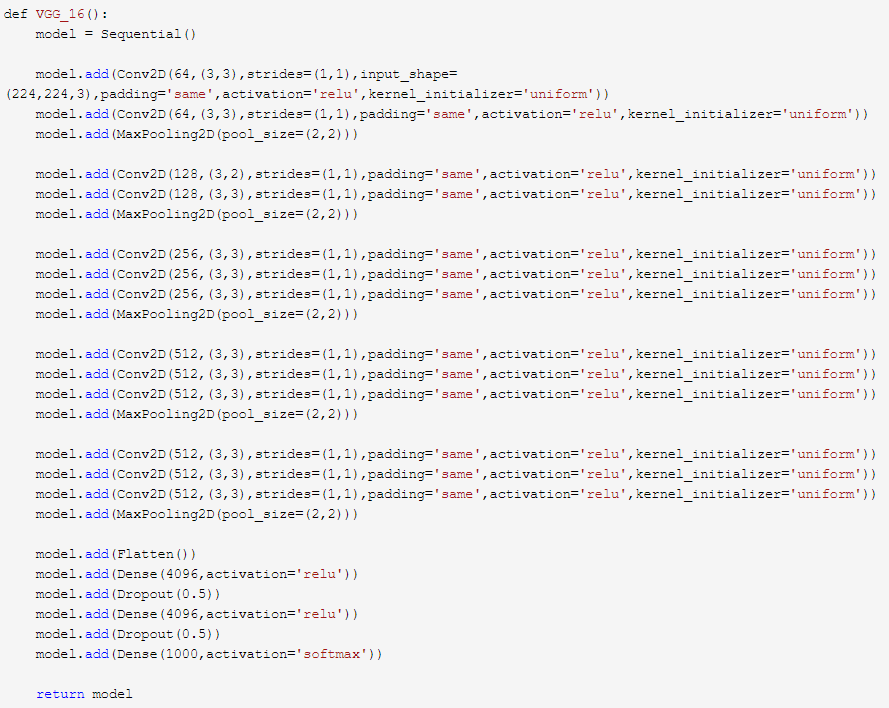 def VGG_16():
    model = Sequential()

    model.add(Conv2D(64,(3,3),strides=(1,1),input_shape=
(224,224,3),padding='same',activation='relu',kernel_initializer='uniform'))
    model.add(Conv2D(64,(3,3),strides=(1,1),padding='same',activation='relu',kernel_initializer='uniform'))
    model.add(MaxPooling2D(pool_size=(2,2)))

    model.add(Conv2D(128,(3,2),strides=(1,1),padding='same',activation='relu',kernel_initializer='uniform'))
    model.add(Conv2D(128,(3,3),strides=(1,1),padding='same',activation='relu',kernel_initializer='uniform'))
    model.add(MaxPooling2D(pool_size=(2,2)))

    model.add(Conv2D(256,(3,3),strides=(1,1),padding='same',activation='relu',kernel_initializer='uniform'))
    model.add(Conv2D(256,(3,3),strides=(1,1),padding='same',activation='relu',kernel_initializer='uniform'))
    model.add(Conv2D(256,(3,3),strides=(1,1),padding='same',activation='relu',kernel_initializer='uniform'))
    model.add(MaxPooling2D(pool_size=(2,2)))

    model.add(Conv2D(512,(3,3),strides=(1,1),padding='same',activation='relu',kernel_initializer='uniform'))
    model.add(Conv2D(512,(3,3),strides=(1,1),padding='same',activation='relu',kernel_initializer='uniform'))
    model.add(Conv2D(512,(3,3),strides=(1,1),padding='same',activation='relu',kernel_initializer='uniform'))
    model.add(MaxPooling2D(pool_size=(2,2)))

    model.add(Conv2D(512,(3,3),strides=(1,1),padding='same',activation='relu',kernel_initializer='uniform'))
    model.add(Conv2D(512,(3,3),strides=(1,1),padding='same',activation='relu',kernel_initializer='uniform'))
    model.add(Conv2D(512,(3,3),strides=(1,1),padding='same',activation='relu',kernel_initializer='uniform'))
    model.add(MaxPooling2D(pool_size=(2,2)))

    model.add(Flatten())
    model.add(Dense(4096,activation='relu'))
    model.add(Dropout(0.5))
    model.add(Dense(4096,activation='relu'))
    model.add(Dropout(0.5))
    model.add(Dense(1000,activation='softmax'))

    return model